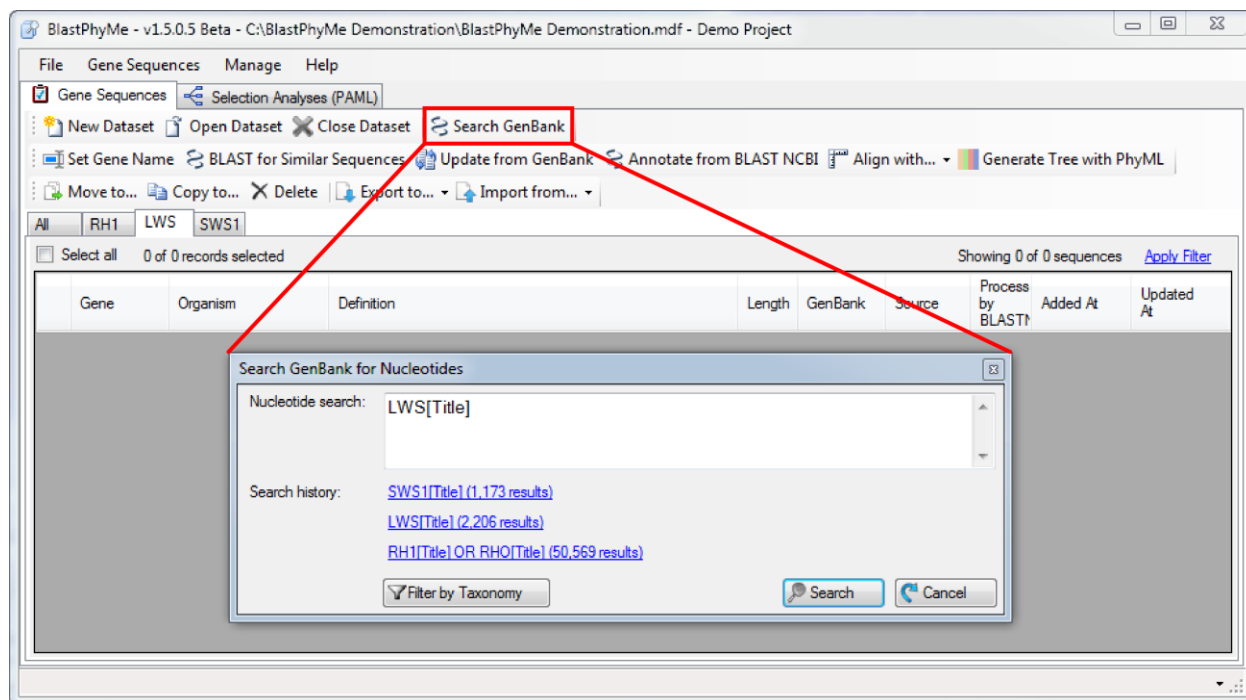 BlastPhyMe - v1.5.0.5 Beta - C:\BlastPhyMe Demonstration\BlastPhyMe Demonstration.mdf - Demo Project
File Gene Sequences Manage Help
Gene Sequences Selection Analyses (PAML)
New Dataset Open Dataset Close Dataset Search GenBank
Set Gene Name BLAST for Similar Sequences Update from GenBank Annotate from BLAST NCBI Align with... Generate Tree with PhyML
Move to... Copy to... Delete Export to... Import from...
All RH1 LWS SWS1
Select all 0 of 0 records selected Showing 0 of 0 sequences Apply Filter
Gene Organism Definition Length GenBank Source Process by BLASTN Added At Updated At
Search GenBank for Nucleotides
Nucleotide search: LWS[Title]
Search history: SWS1[Title] (1,173 results)
LWS[Title] (2,206 results)
RH1[Title] OR RHO[Title] (50,569 results)
Filter by Taxonomy Search Cancel